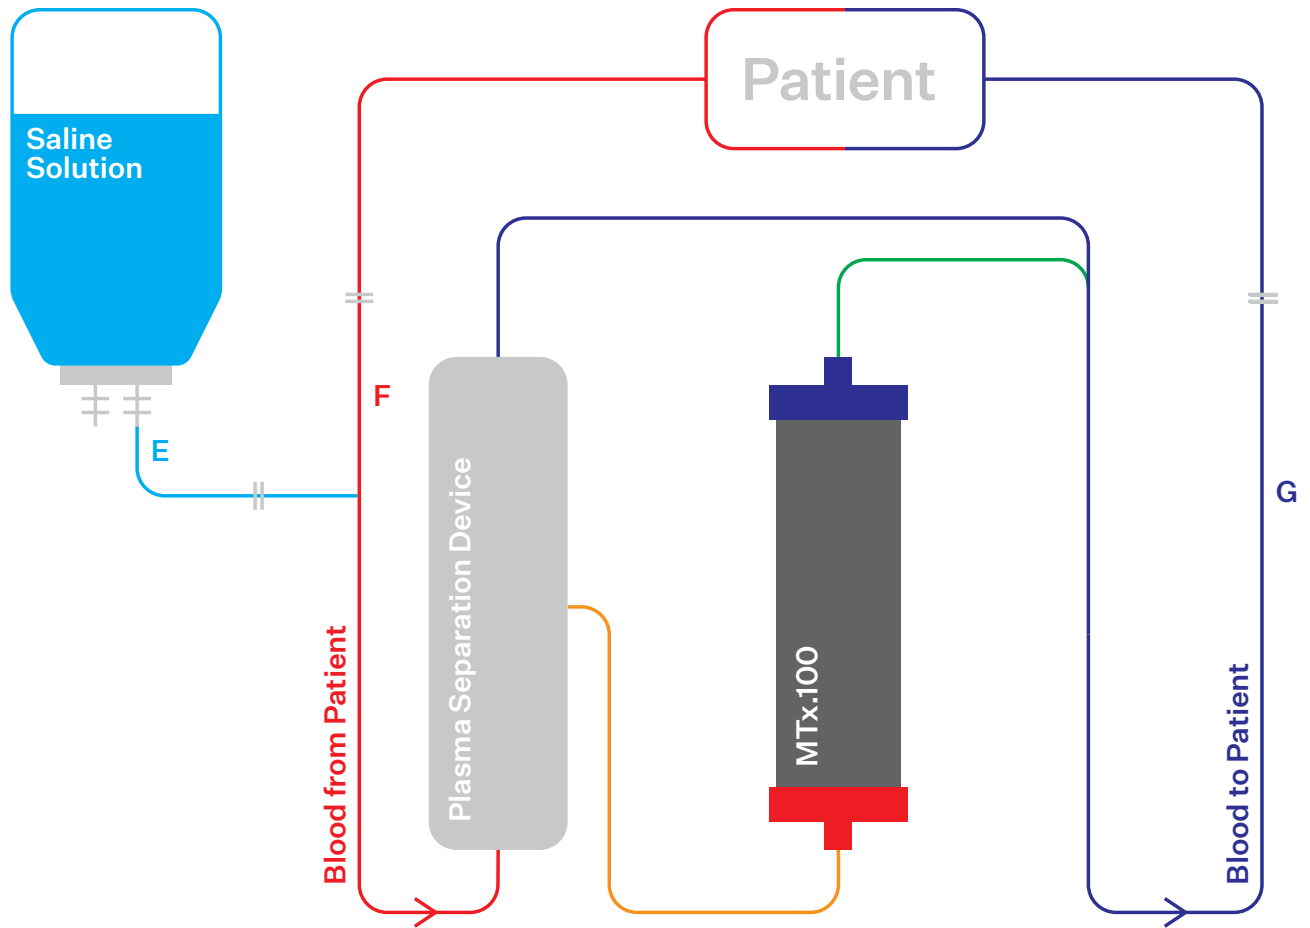 Patient
Saline
Solution
F
E
G
Plasma Separation Device
MTx.100
Blood from Patient
Blood to Patient